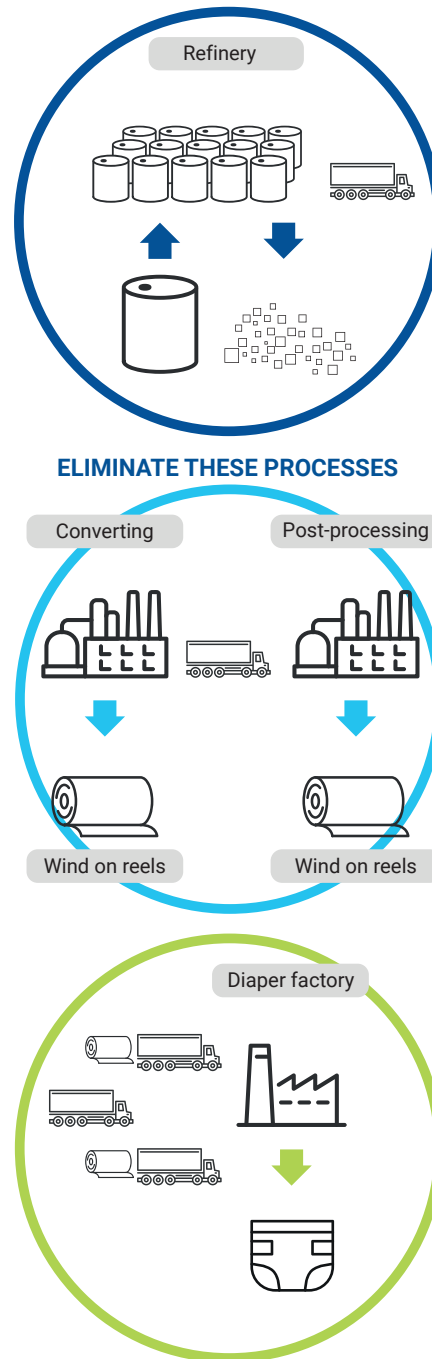 Refinery
ELIMINATE THESE PROCESSES
Converting
Post-processing
Wind on reels
Wind on reels
Diaper factory